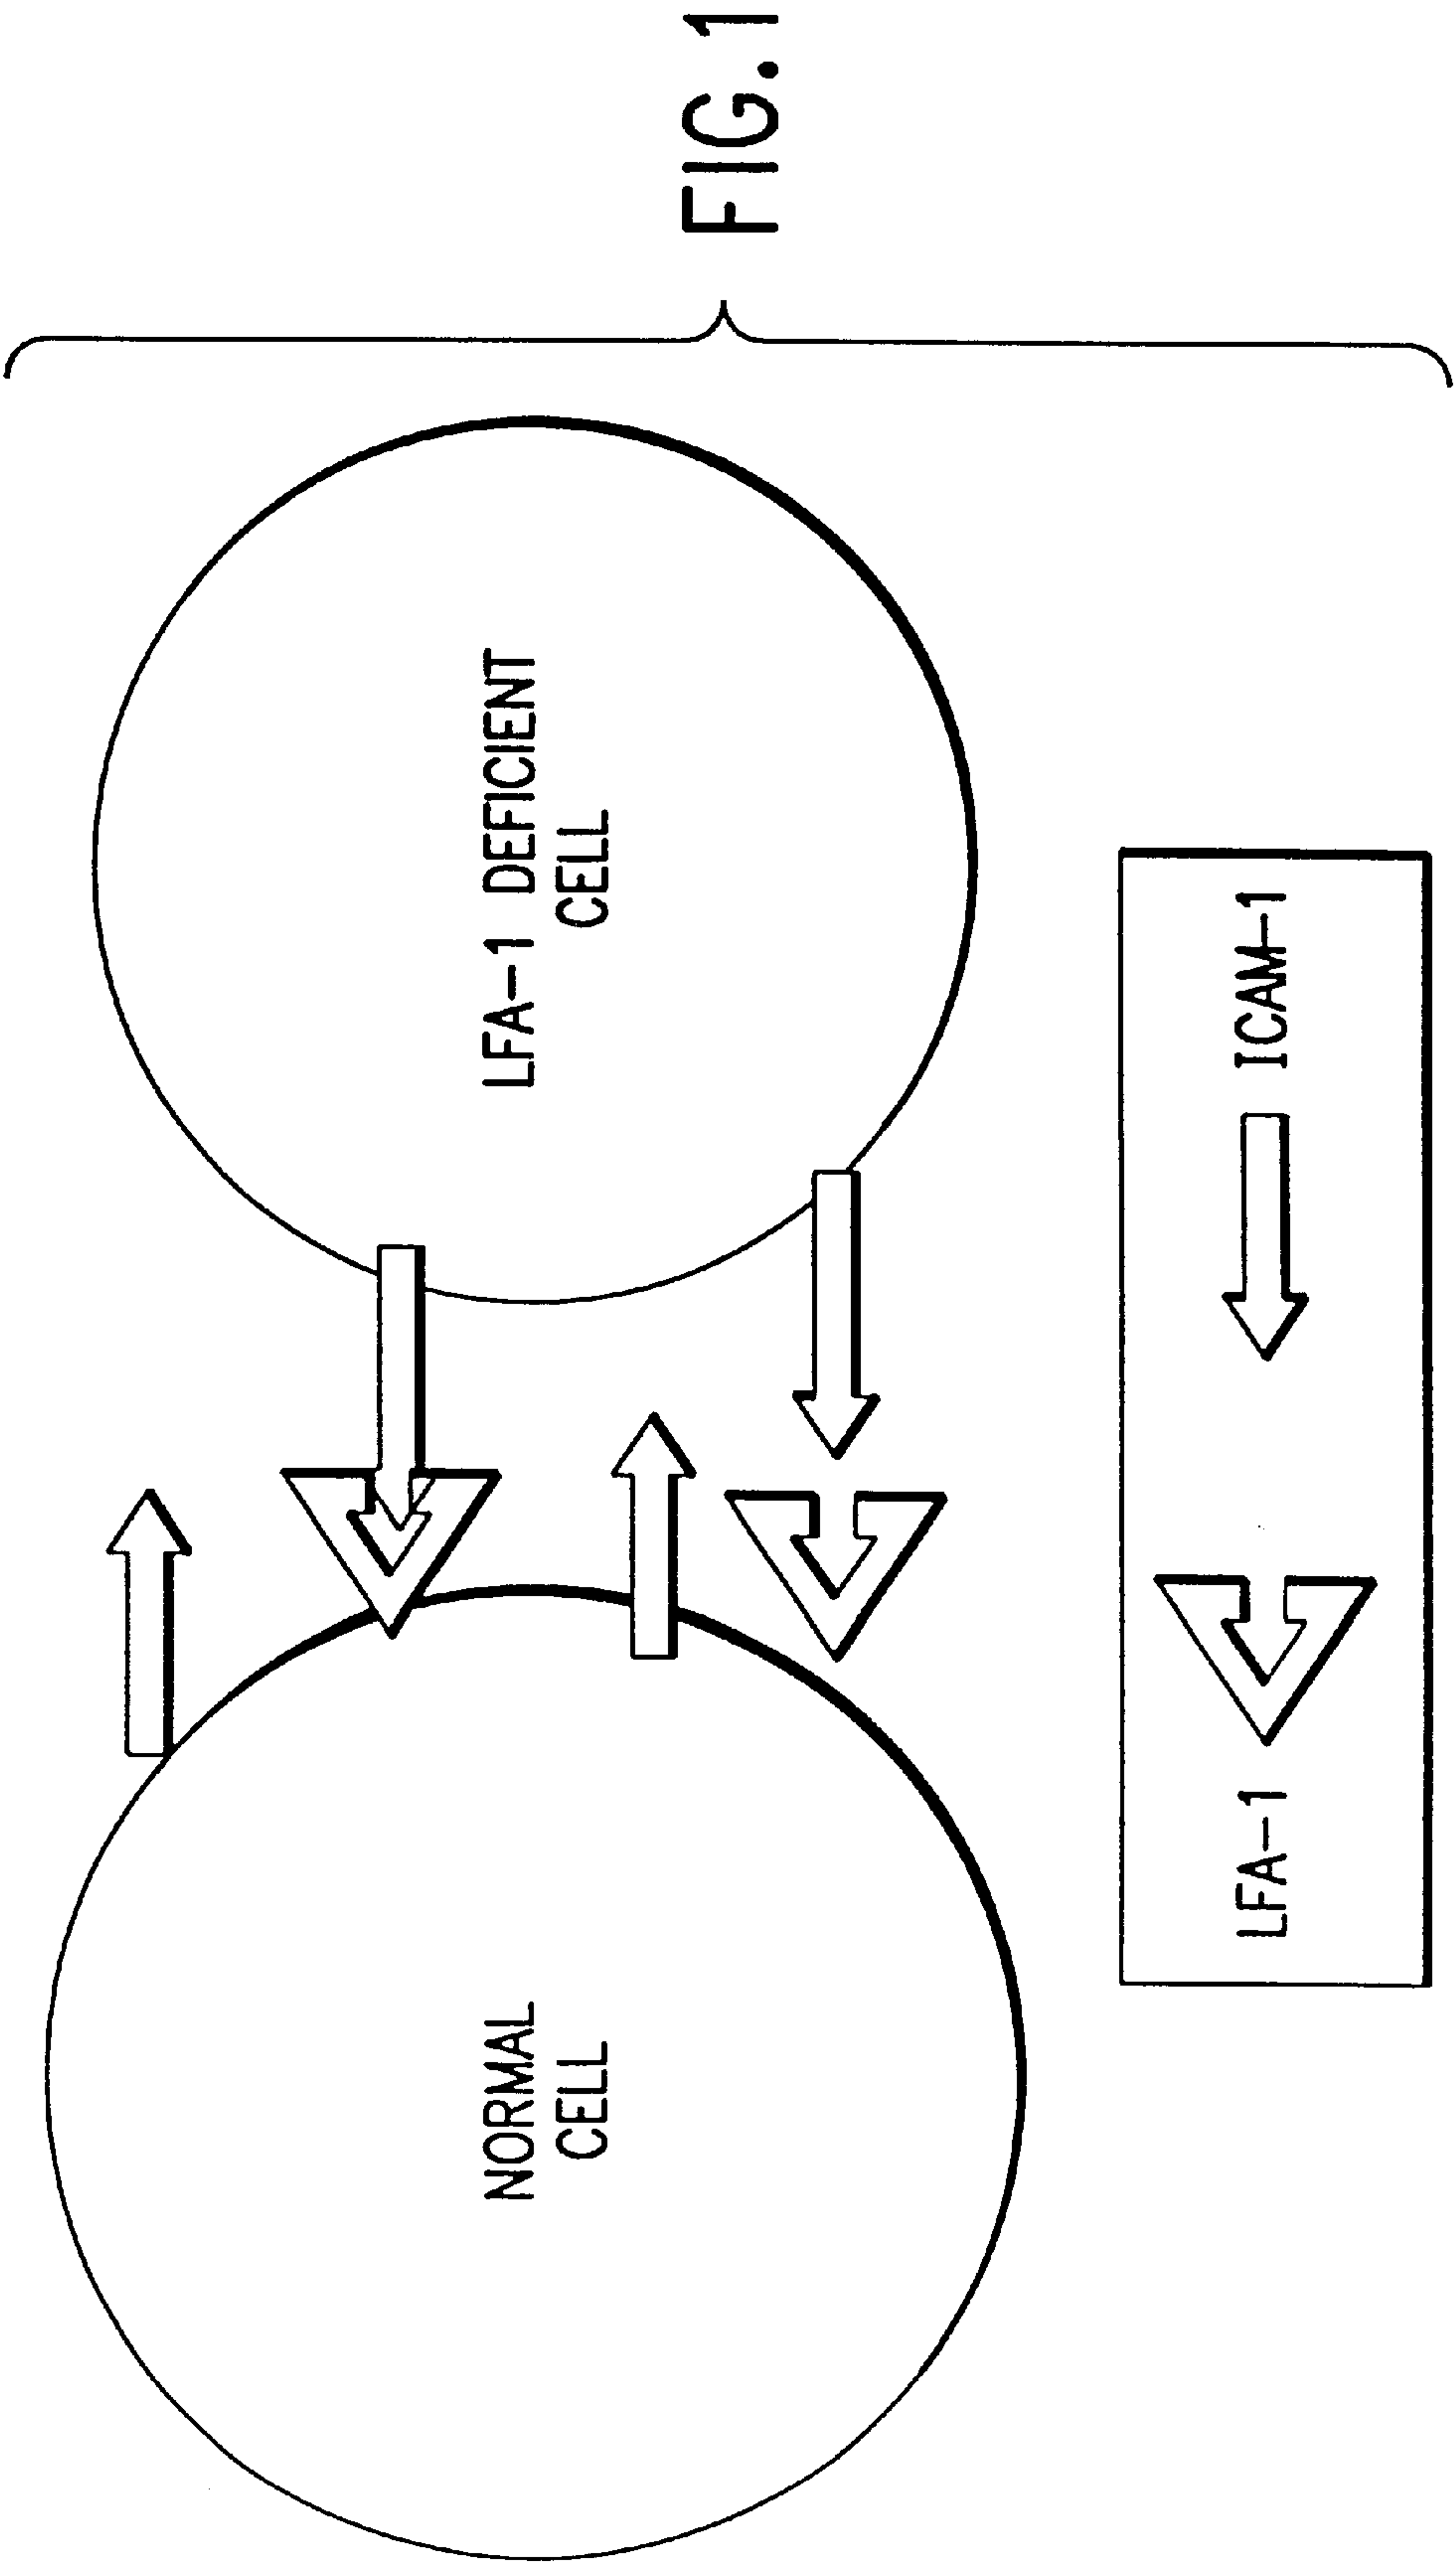 NORMAL
CELL
LFA-1 DEFICIENT
CELL
LFA-1
ICAM-1
FIG.1